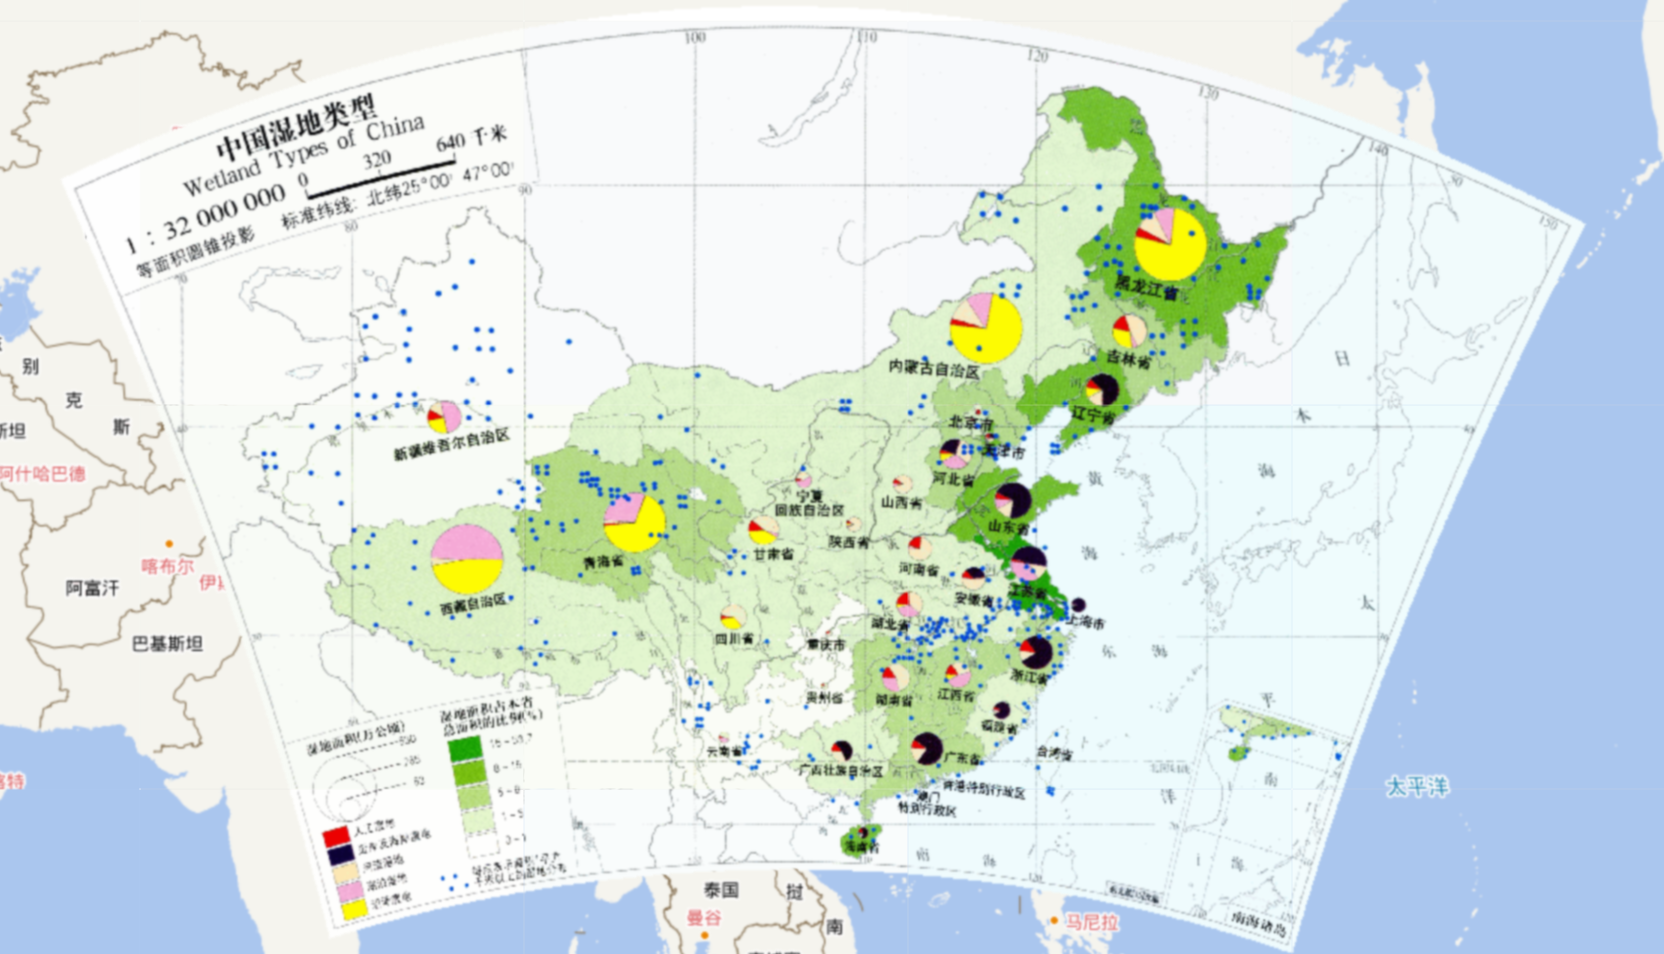 中国湿地类型
Wetland Types of China
0 320 640 千米
1：32 000 000
标准纬线：北纬25°00′ 47°00′
等面积圆锥投影
100
110
120
130
140
150
90
80
70
黑龙江省
吉林省
内蒙古自治区
辽宁省
北京市
天津市
河北省
新疆维吾尔自治区
宁夏
回族自治区
山西省
山东省
青海省
甘肃省
陕西省
河南省
西藏自治区
安徽省
江苏省
上海市
四川省
湖北省
重庆市
浙江省
贵州省
湖南省
江西省
福建省
云南省
广西壮族自治区
广东省
台湾省
香港特别行政区
澳门
特别行政区
海南省
日
本
海
黄
海
东 海
太
平
洋
南 海
南
海
南海诸岛
湿地面积(万公顷)
湿地面积占本省
总面积的比例(%)
8-15
1-5
0-1
人工湿地
湖泊湿地
沼泽湿地
别
克
斯
斯坦
阿什哈巴德
喀布尔
阿富汗
巴基斯坦
泰国
曼谷
挝
南
马尼拉
太平洋